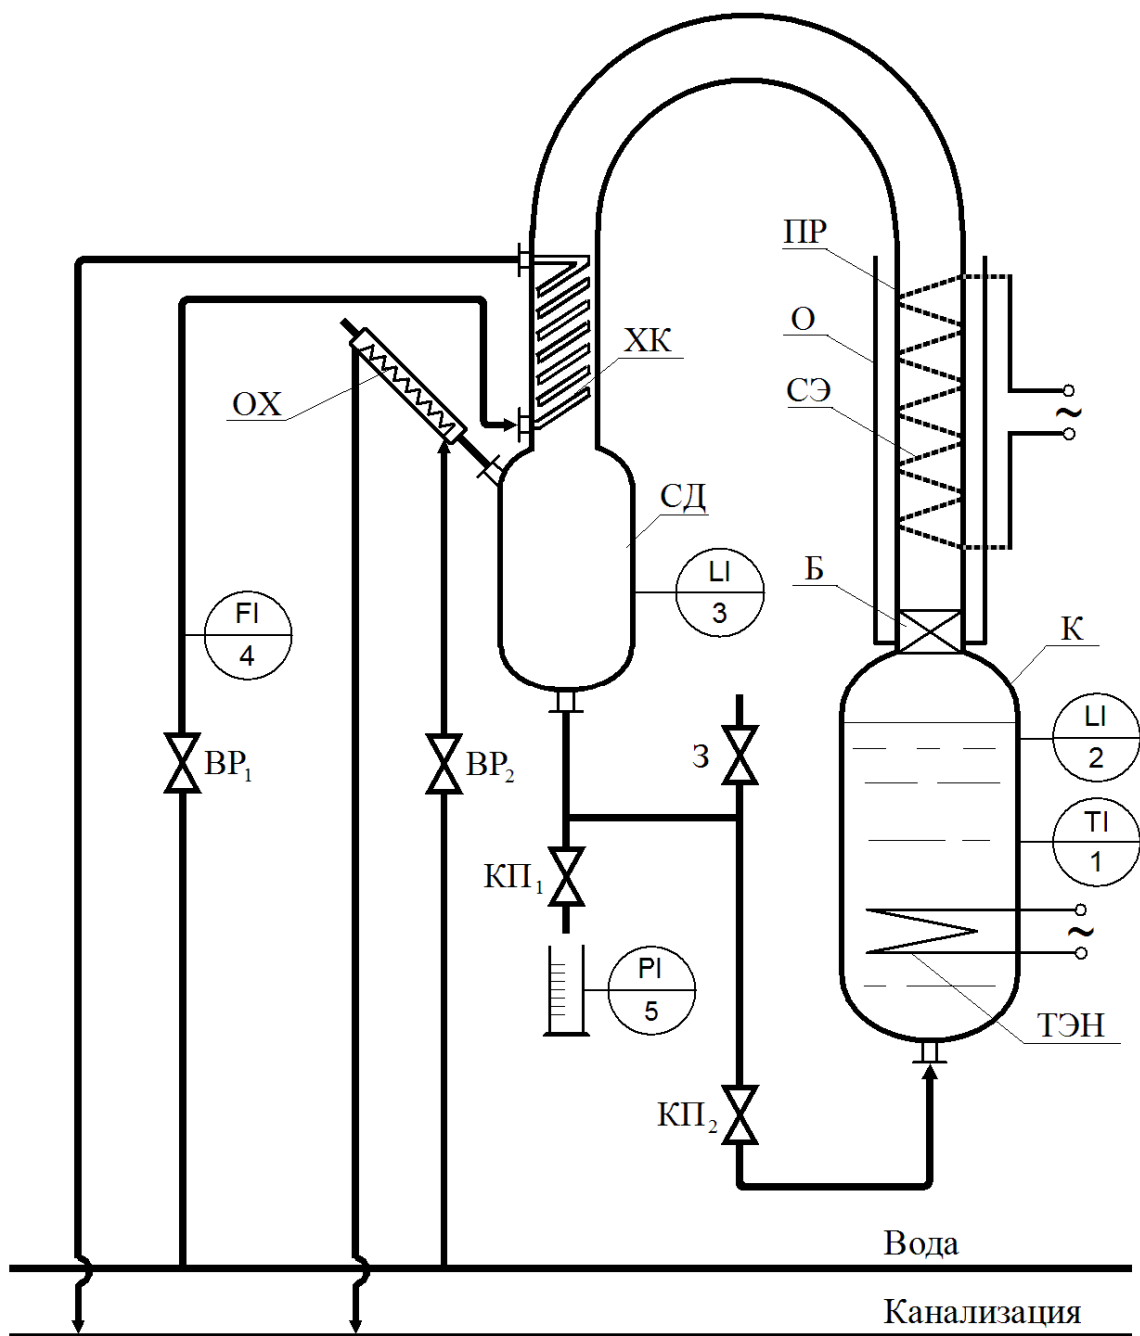 ПР
О
ХК
СЭ
~
ОХ
СД
LI
3
Б
FI
4
К
LI
2
ВР₁
ВР₂
З
TI
1
КП₁
~
PI
5
ТЭН
КП₂
Вода
Канализация